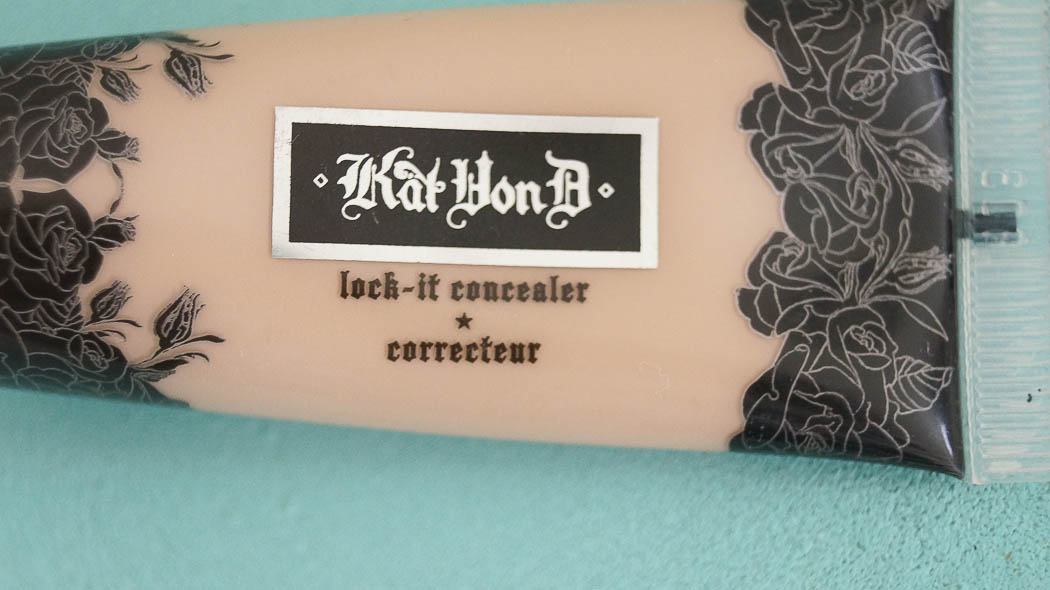 Kat Von D
lock-it concealer
correcteur